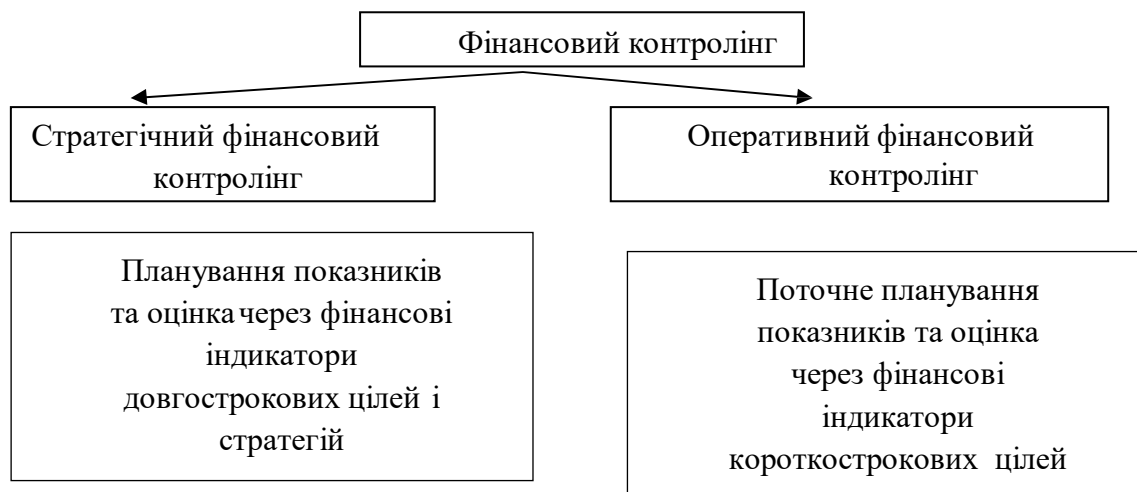 Фінансовий контролінг
Стратегічний фінансовий
контролінг
Оперативний фінансовий
контролінг
Планування показників
та оцінка через фінансові
індикатори
довгострокових цілей і
стратегій
Поточне планування
показників та оцінка
через фінансові
індикатори
короткострокових цілей